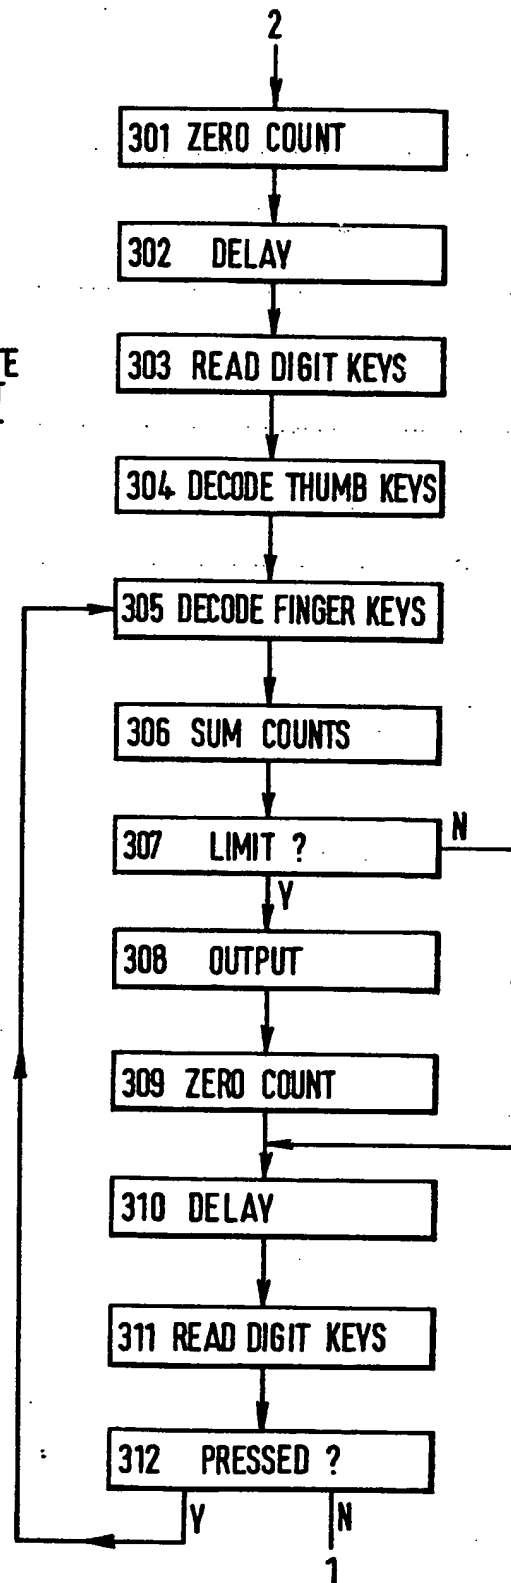 2
301 ZERO COUNT
302 DELAY
303 READ DIGIT KEYS
304 DECODE THUMB KEYS
305 DECODE FINGER KEYS
306 SUM COUNTS
307 LIMIT ?
N
Y
308 OUTPUT
309 ZERO COUNT
310 DELAY
311 READ DIGIT KEYS
312 PRESSED ?
Y
N
1